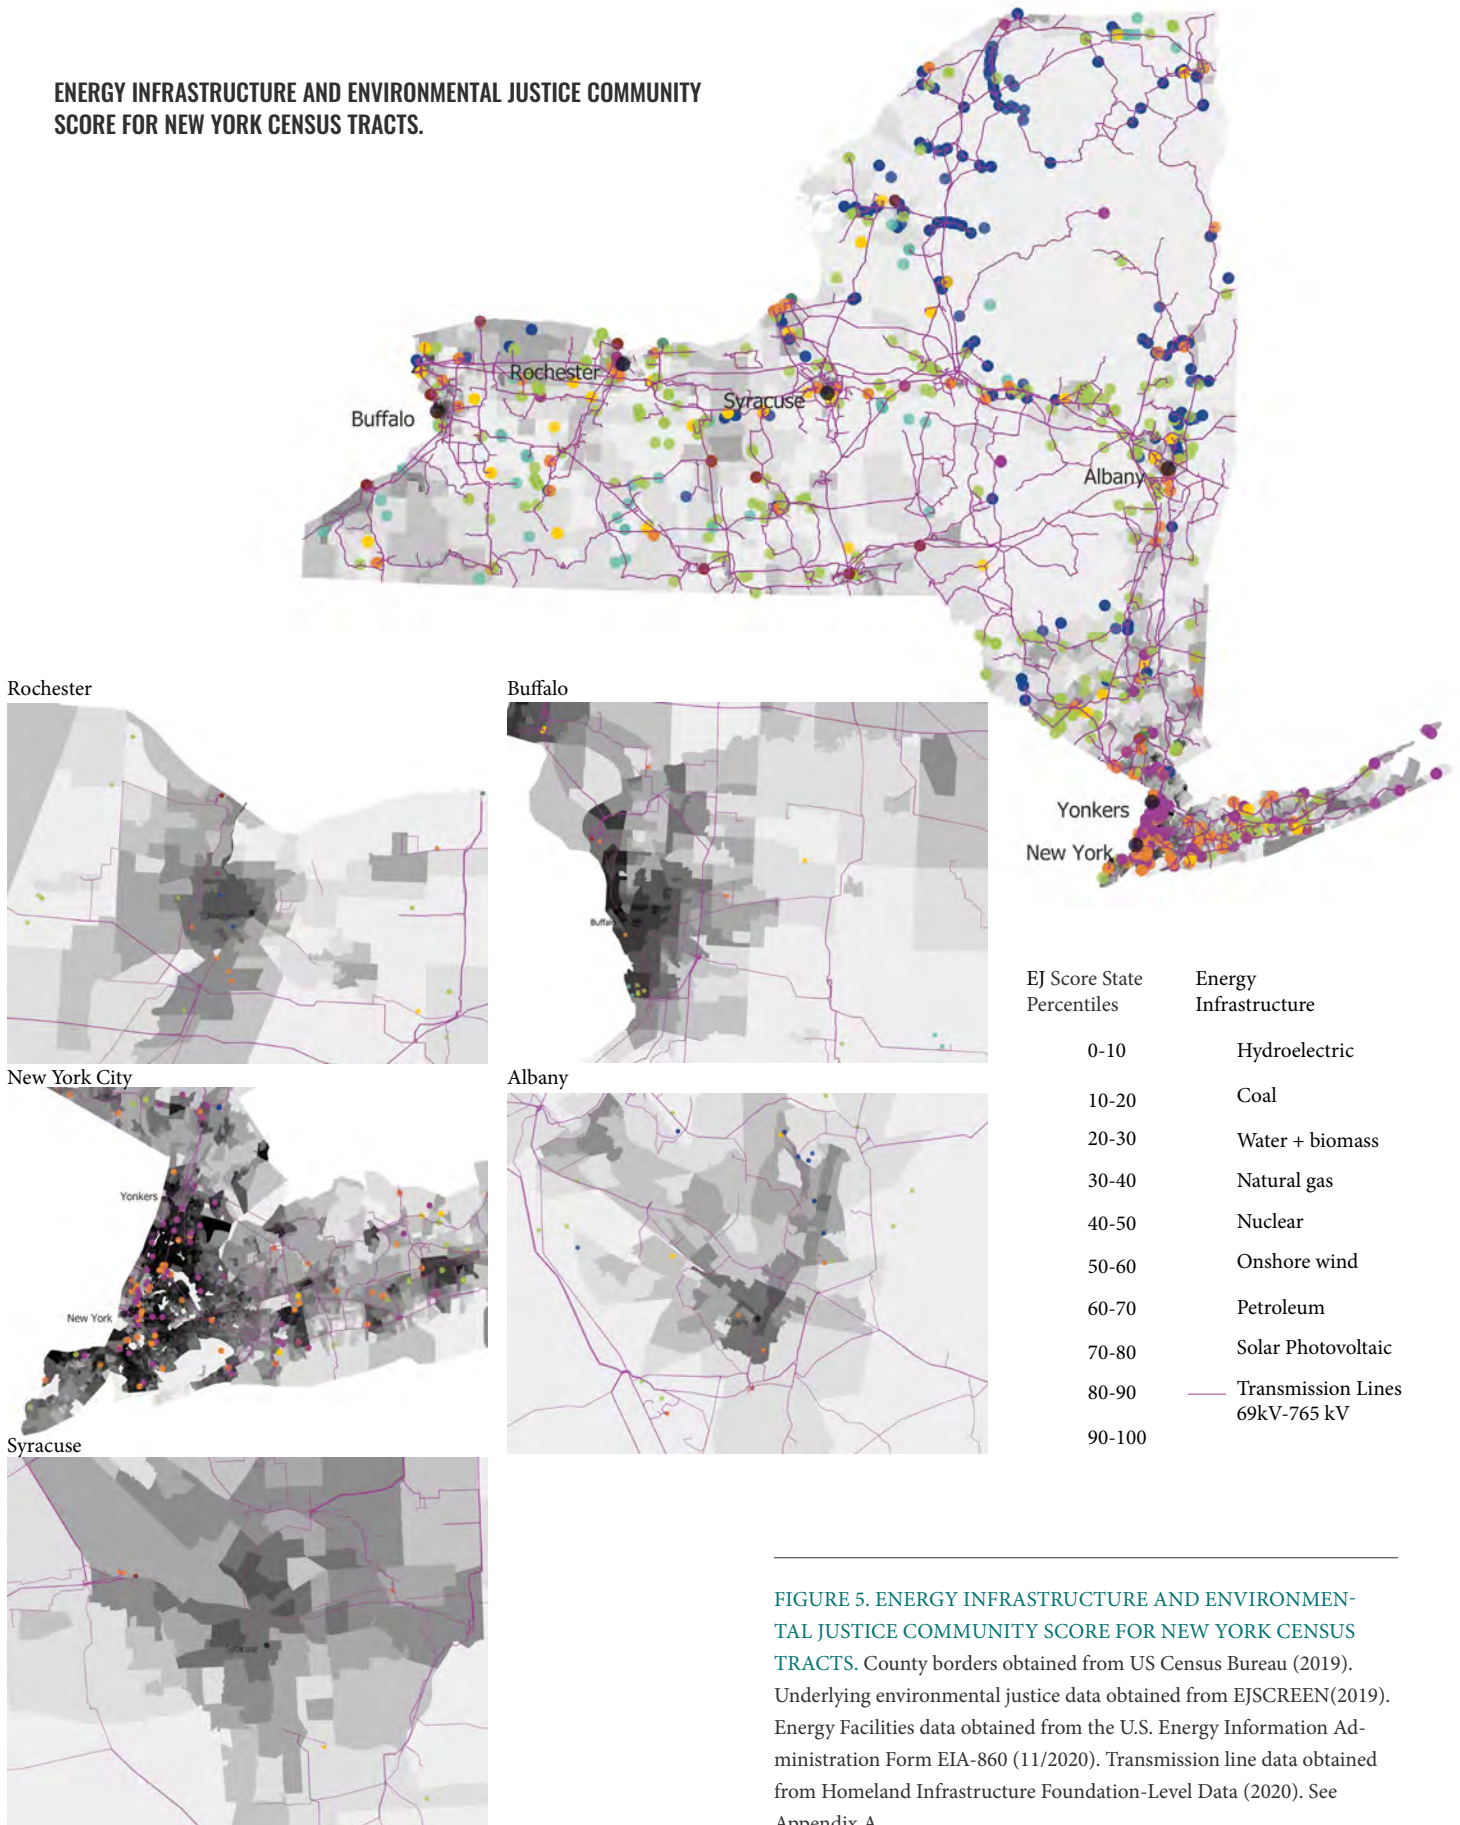 ENERGY INFRASTRUCTURE AND ENVIRONMENTAL JUSTICE COMMUNITY
SCORE FOR NEW YORK CENSUS TRACTS.
Rochester
Syracuse
Buffalo
Albany
Yonkers
New York
Rochester
Buffalo
Rochester
Buffalo
New York City
Albany
Yonkers
New York
Albany
Syracuse
Syracuse
EJ Score State
Percentiles
0-10
10-20
20-30
30-40
40-50
50-60
60-70
70-80
80-90
90-100
Energy
Infrastructure
Hydroelectric
Coal
Water + biomass
Natural gas
Nuclear
Onshore wind
Petroleum
Solar Photovoltaic
Transmission Lines
69kV-765 kV
FIGURE 5. ENERGY INFRASTRUCTURE AND ENVIRONMEN-
TAL JUSTICE COMMUNITY SCORE FOR NEW YORK CENSUS
TRACTS. County borders obtained from US Census Bureau (2019).
Underlying environmental justice data obtained from EJSCREEN(2019).
Energy Facilities data obtained from the U.S. Energy Information Ad-
ministration Form EIA-860 (11/2020). Transmission line data obtained
from Homeland Infrastructure Foundation-Level Data (2020). See
Appendix A